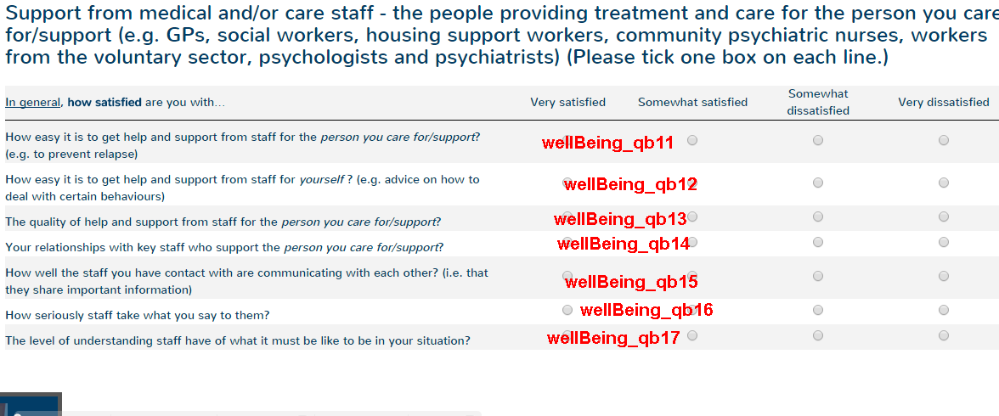 Support from medical and/or care staff - the people providing treatment and care for the person you care
for/support (e.g. GPs, social workers, housing support workers, community psychiatric nurses, workers
from the voluntary sector, psychologists and psychiatrists) (Please tick one box on each line.)
In general, how satisfied are you with... Very satisfied Somewhat satisfied Somewhat dissatisfied Very dissatisfied
How easy it is to get help and support from staff for the person you care for/support?
(e.g. to prevent relapse)
wellBeing_qb11
How easy it is to get help and support from staff for yourself ? (e.g. advice on how to
deal with certain behaviours)
wellBeing_qb12
The quality of help and support from staff for the person you care for/support? wellBeing_qb13
Your relationships with key staff who support the person you care for/support? wellBeing_qb14
How well the staff you have contact with are communicating with each other? (i.e. that
they share important information)
wellBeing_qb15
How seriously staff take what you say to them? wellBeing_qb16
The level of understanding staff have of what it must be like to be in your situation? wellBeing_qb17